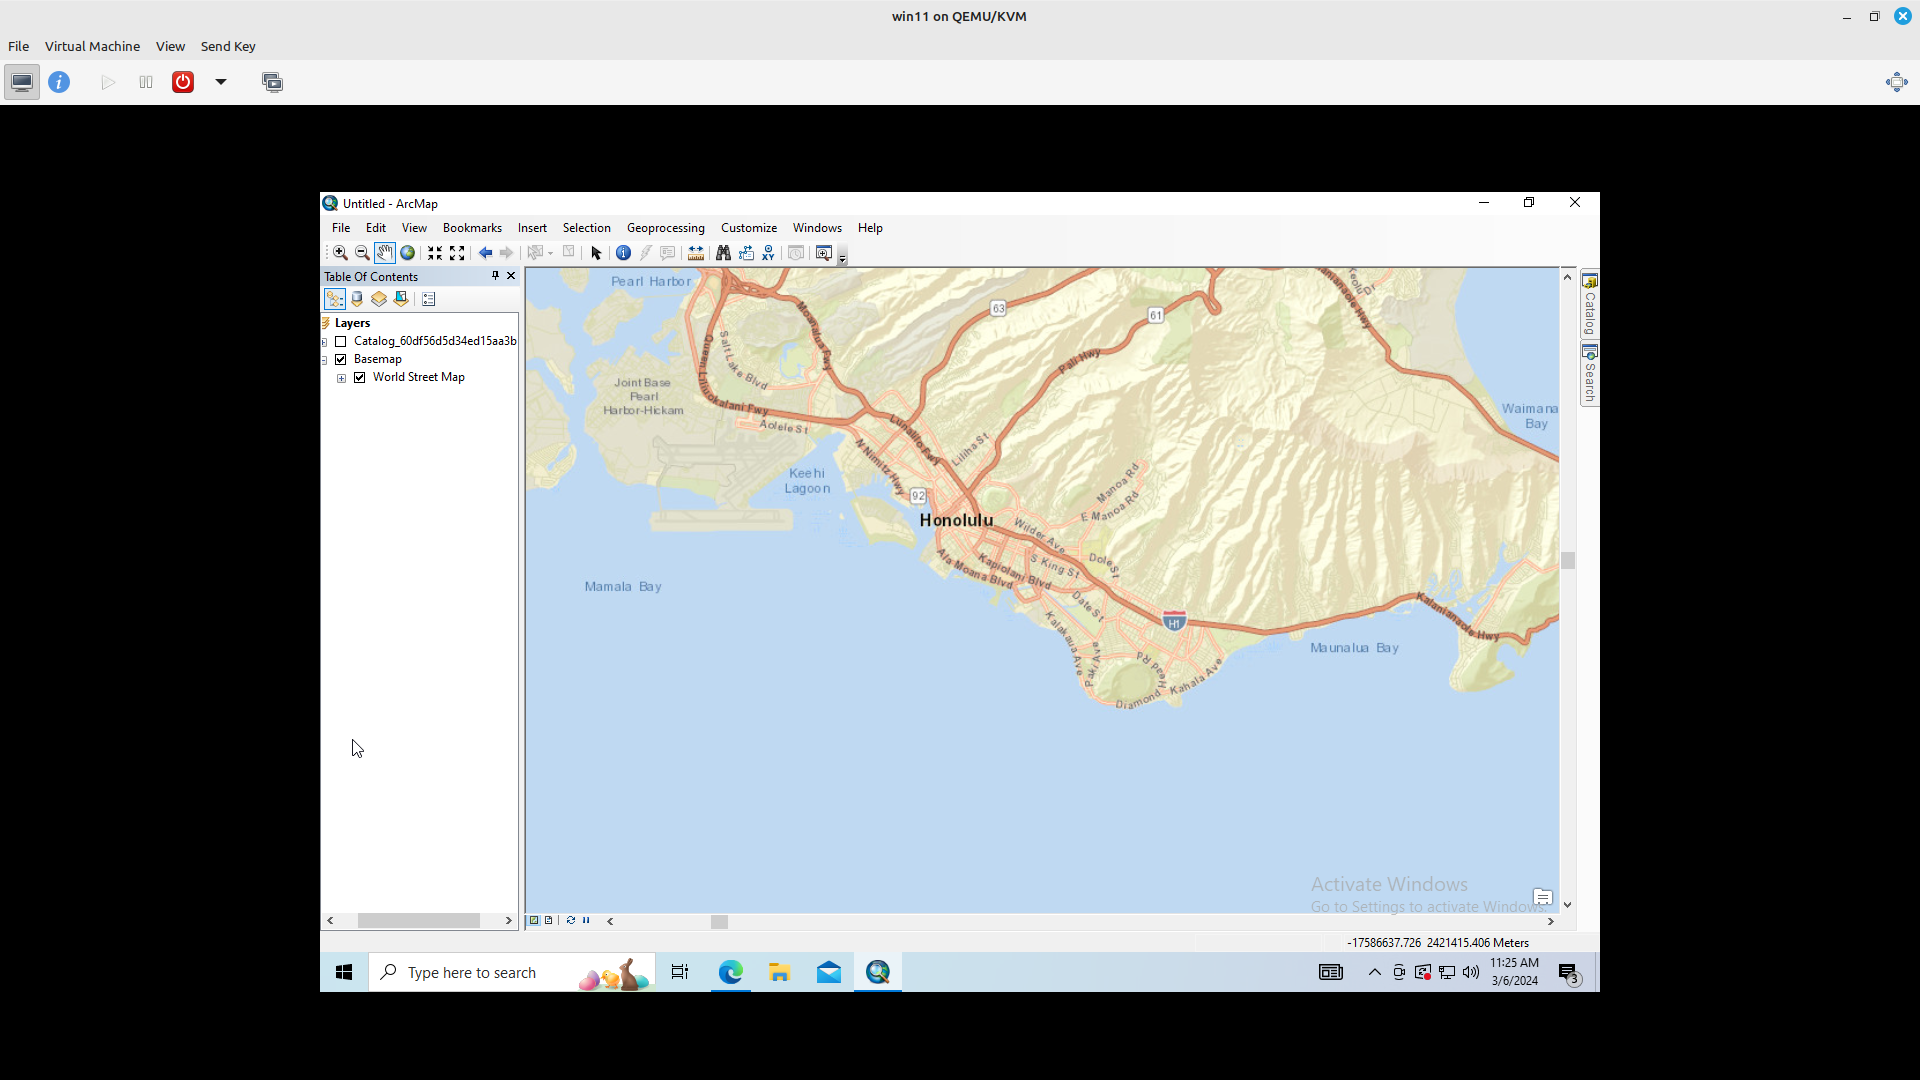 win11 on QEMU/KVM
File Virtual Machine View Send Key
Untitled - ArcMap
File Edit View Bookmarks Insert Selection Geoprocessing Customize Windows Help
Table Of Contents
Layers
Catalog_60df56d5d34ed15aa3b
Basemap
World Street Map
Pearl Harbor
Joint Base
Pearl
Harbor-Hickam
Salt Lake Blvd
Queen Liliuokalani Fwy
Moanalua Fwy
Aolele St
Keehi
Lagoon
N Nimitz Hwy
Lunalilo Fwy
Liliha St
63
61
Pali Hwy
92
Honolulu
Manoa Rd
E Manoa Rd
Wilder Ave
S King St
Dole St
Kapiolani Blvd
Ala Moana Blvd
Date St
Kalakaua Ave
Paki Ave
Diamond Head Rd
Kahala Ave
H1
Mamala Bay
Maunalua Bay
Kalanianaole Hwy
Kalanianaole Hwy
Keolu Dr
Waimana
Bay
Catalog
Search
Activate Windows
Go to Settings to activate Windows.
-17586637.726 2421415.406 Meters
Type here to search
11:25 AM
3/6/2024
3